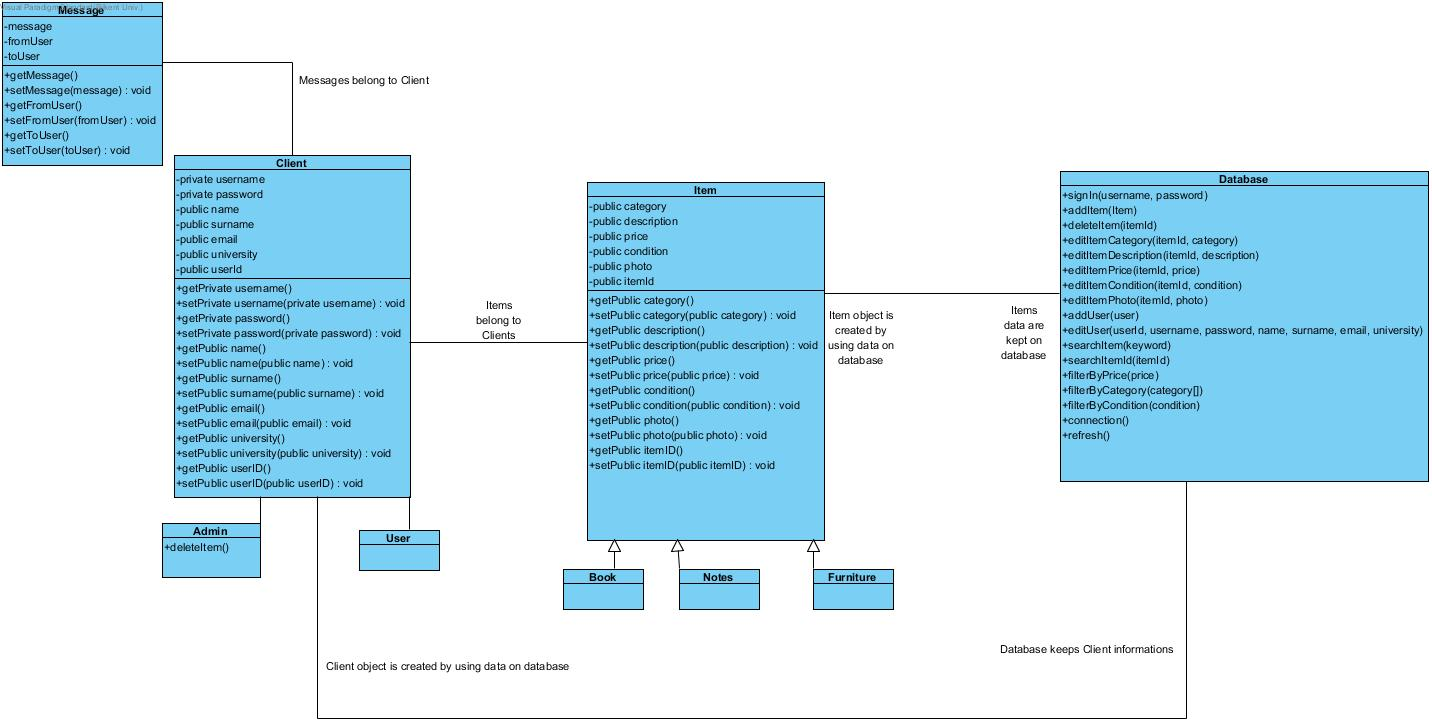 Message
-message
-fromUser
-toUser
+getMessage()
+setMessage(message) : void
+getFromUser()
+setFromUser(fromUser) : void
+getToUser()
+setToUser(toUser) : void
Messages belong to Client
Client
-private username
-private password
-public name
-public surname
-public email
-public university
-public userId
+getPrivate username()
+setPrivate username(private username) : void
+getPrivate password()
+setPrivate password(private password) : void
+getPublic name()
+setPublic name(public name) : void
+getPublic surname()
+setPublic surname(public surname) : void
+getPublic email()
+setPublic email(public email) : void
+getPublic university()
+setPublic university(public university) : void
+getPublic userID()
+setPublic userID(public userID) : void
Items
belong to
Clients
Item
-public category
-public description
-public price
-public condition
-public photo
-public itemId
+getPublic category()
+setPublic category(public category) : void
+getPublic description()
+setPublic description(public description) : void
+getPublic price()
+setPublic price(public price) : void
+getPublic condition()
+setPublic condition(public condition) : void
+getPublic photo()
+setPublic photo(public photo) : void
+getPublic itemID()
+setPublic itemID(public itemID) : void
Item object is
created by
using data on
database
Items
data are
kept on
database
Database
+signIn(username, password)
+addItem(Item)
+deleteItem(itemId)
+editItemCategory(itemId, category)
+editItemDescription(itemId, description)
+editItemPrice(itemId, price)
+editItemCondition(itemId, condition)
+editItemPhoto(itemId, photo)
+addUser(user)
+editUser(userId, username, password, name, surname, email, university)
+searchItem(keyword)
+searchItemId(itemId)
+filterByPrice(price)
+filterByCategory(category[])
+filterByCondition(condition)
+connection()
+refresh()
Admin
+deleteItem()
User
Book
Notes
Furniture
Client object is created by using data on database
Database keeps Client informations